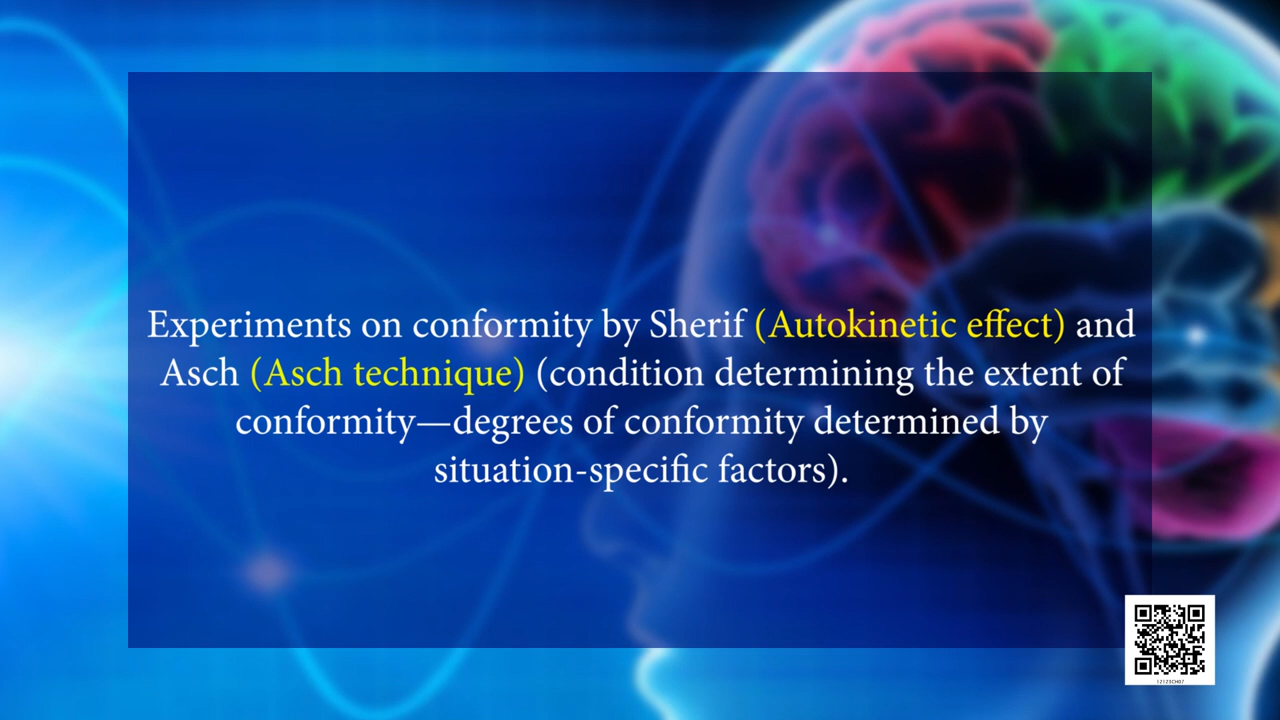 Experiments on conformity by Sherif (Autokinetic effect) and
Asch (Asch technique) (condition determining the extent of
conformity—degrees of conformity determined by
situation-specific factors).
12123CH07